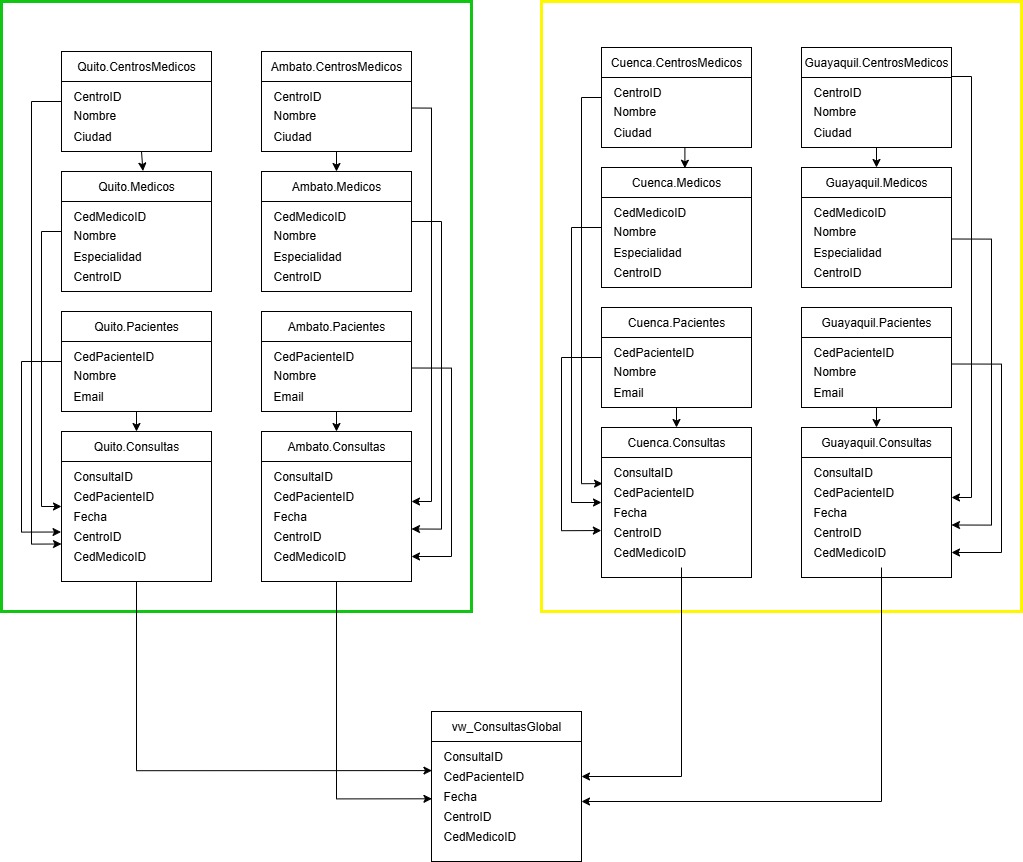 Quito.CentrosMedicos
CentroID
Nombre
Ciudad
Quito.Medicos
CedMedicoID
Nombre
Especialidad
CentroID
Quito.Pacientes
CedPacienteID
Nombre
Email
Quito.Consultas
ConsultaID
CedPacienteID
Fecha
CentroID
CedMedicoID
Ambato.CentrosMedicos
CentroID
Nombre
Ciudad
Ambato.Medicos
CedMedicoID
Nombre
Especialidad
CentroID
Ambato.Pacientes
CedPacienteID
Nombre
Email
Ambato.Consultas
ConsultaID
CedPacienteID
Fecha
CentroID
CedMedicoID
Cuenca.CentrosMedicos
CentroID
Nombre
Ciudad
Cuenca.Medicos
CedMedicoID
Nombre
Especialidad
CentroID
Cuenca.Pacientes
CedPacienteID
Nombre
Email
Cuenca.Consultas
ConsultaID
CedPacienteID
Fecha
CentroID
CedMedicoID
Guayaquil.CentrosMedicos
CentroID
Nombre
Ciudad
Guayaquil.Medicos
CedMedicoID
Nombre
Especialidad
CentroID
Guayaquil.Pacientes
CedPacienteID
Nombre
Email
Guayaquil.Consultas
ConsultaID
CedPacienteID
Fecha
CentroID
CedMedicoID
vw_ConsultasGlobal
ConsultaID
CedPacienteID
Fecha
CentroID
CedMedicoID